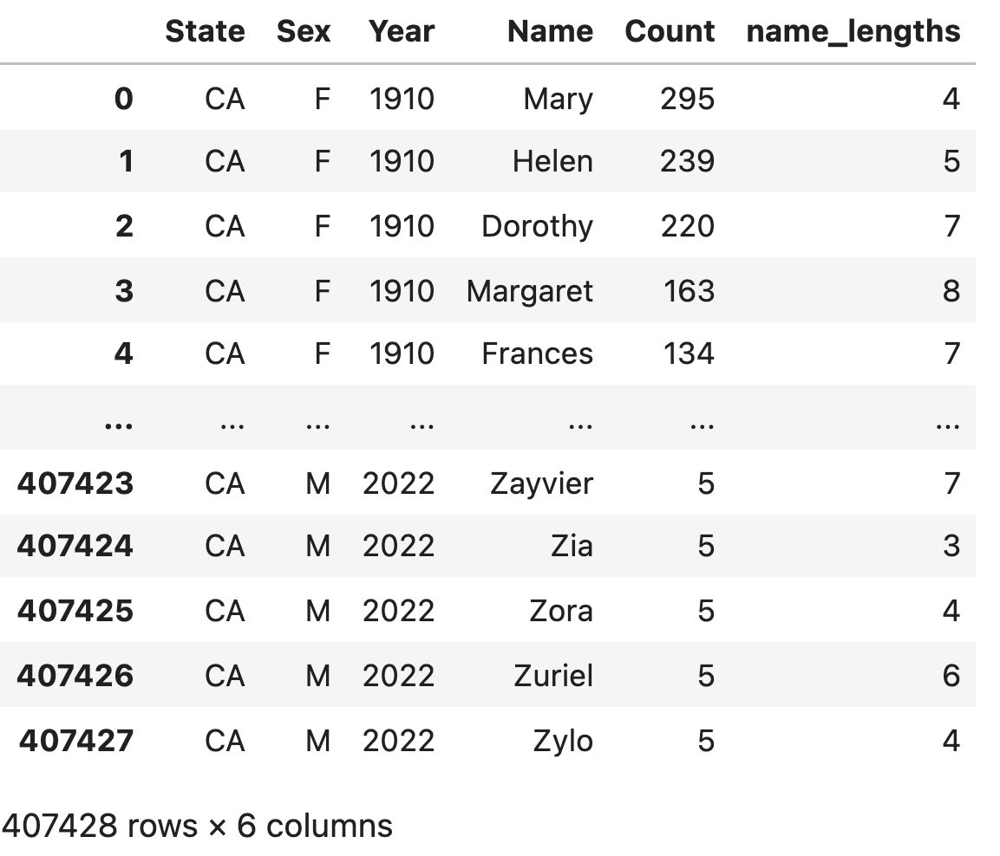 State Sex Year Name Count name_lengths
0 CA F 1910 Mary 295 4
1 CA F 1910 Helen 239 5
2 CA F 1910 Dorothy 220 7
3 CA F 1910 Margaret 163 8
4 CA F 1910 Frances 134 7
... ... ... ... ... ... ...
407423 CA M 2022 Zayvier 5 7
407424 CA M 2022 Zia 5 3
407425 CA M 2022 Zora 5 4
407426 CA M 2022 Zuriel 5 6
407427 CA M 2022 Zylo 5 4
407428 rows × 6 columns